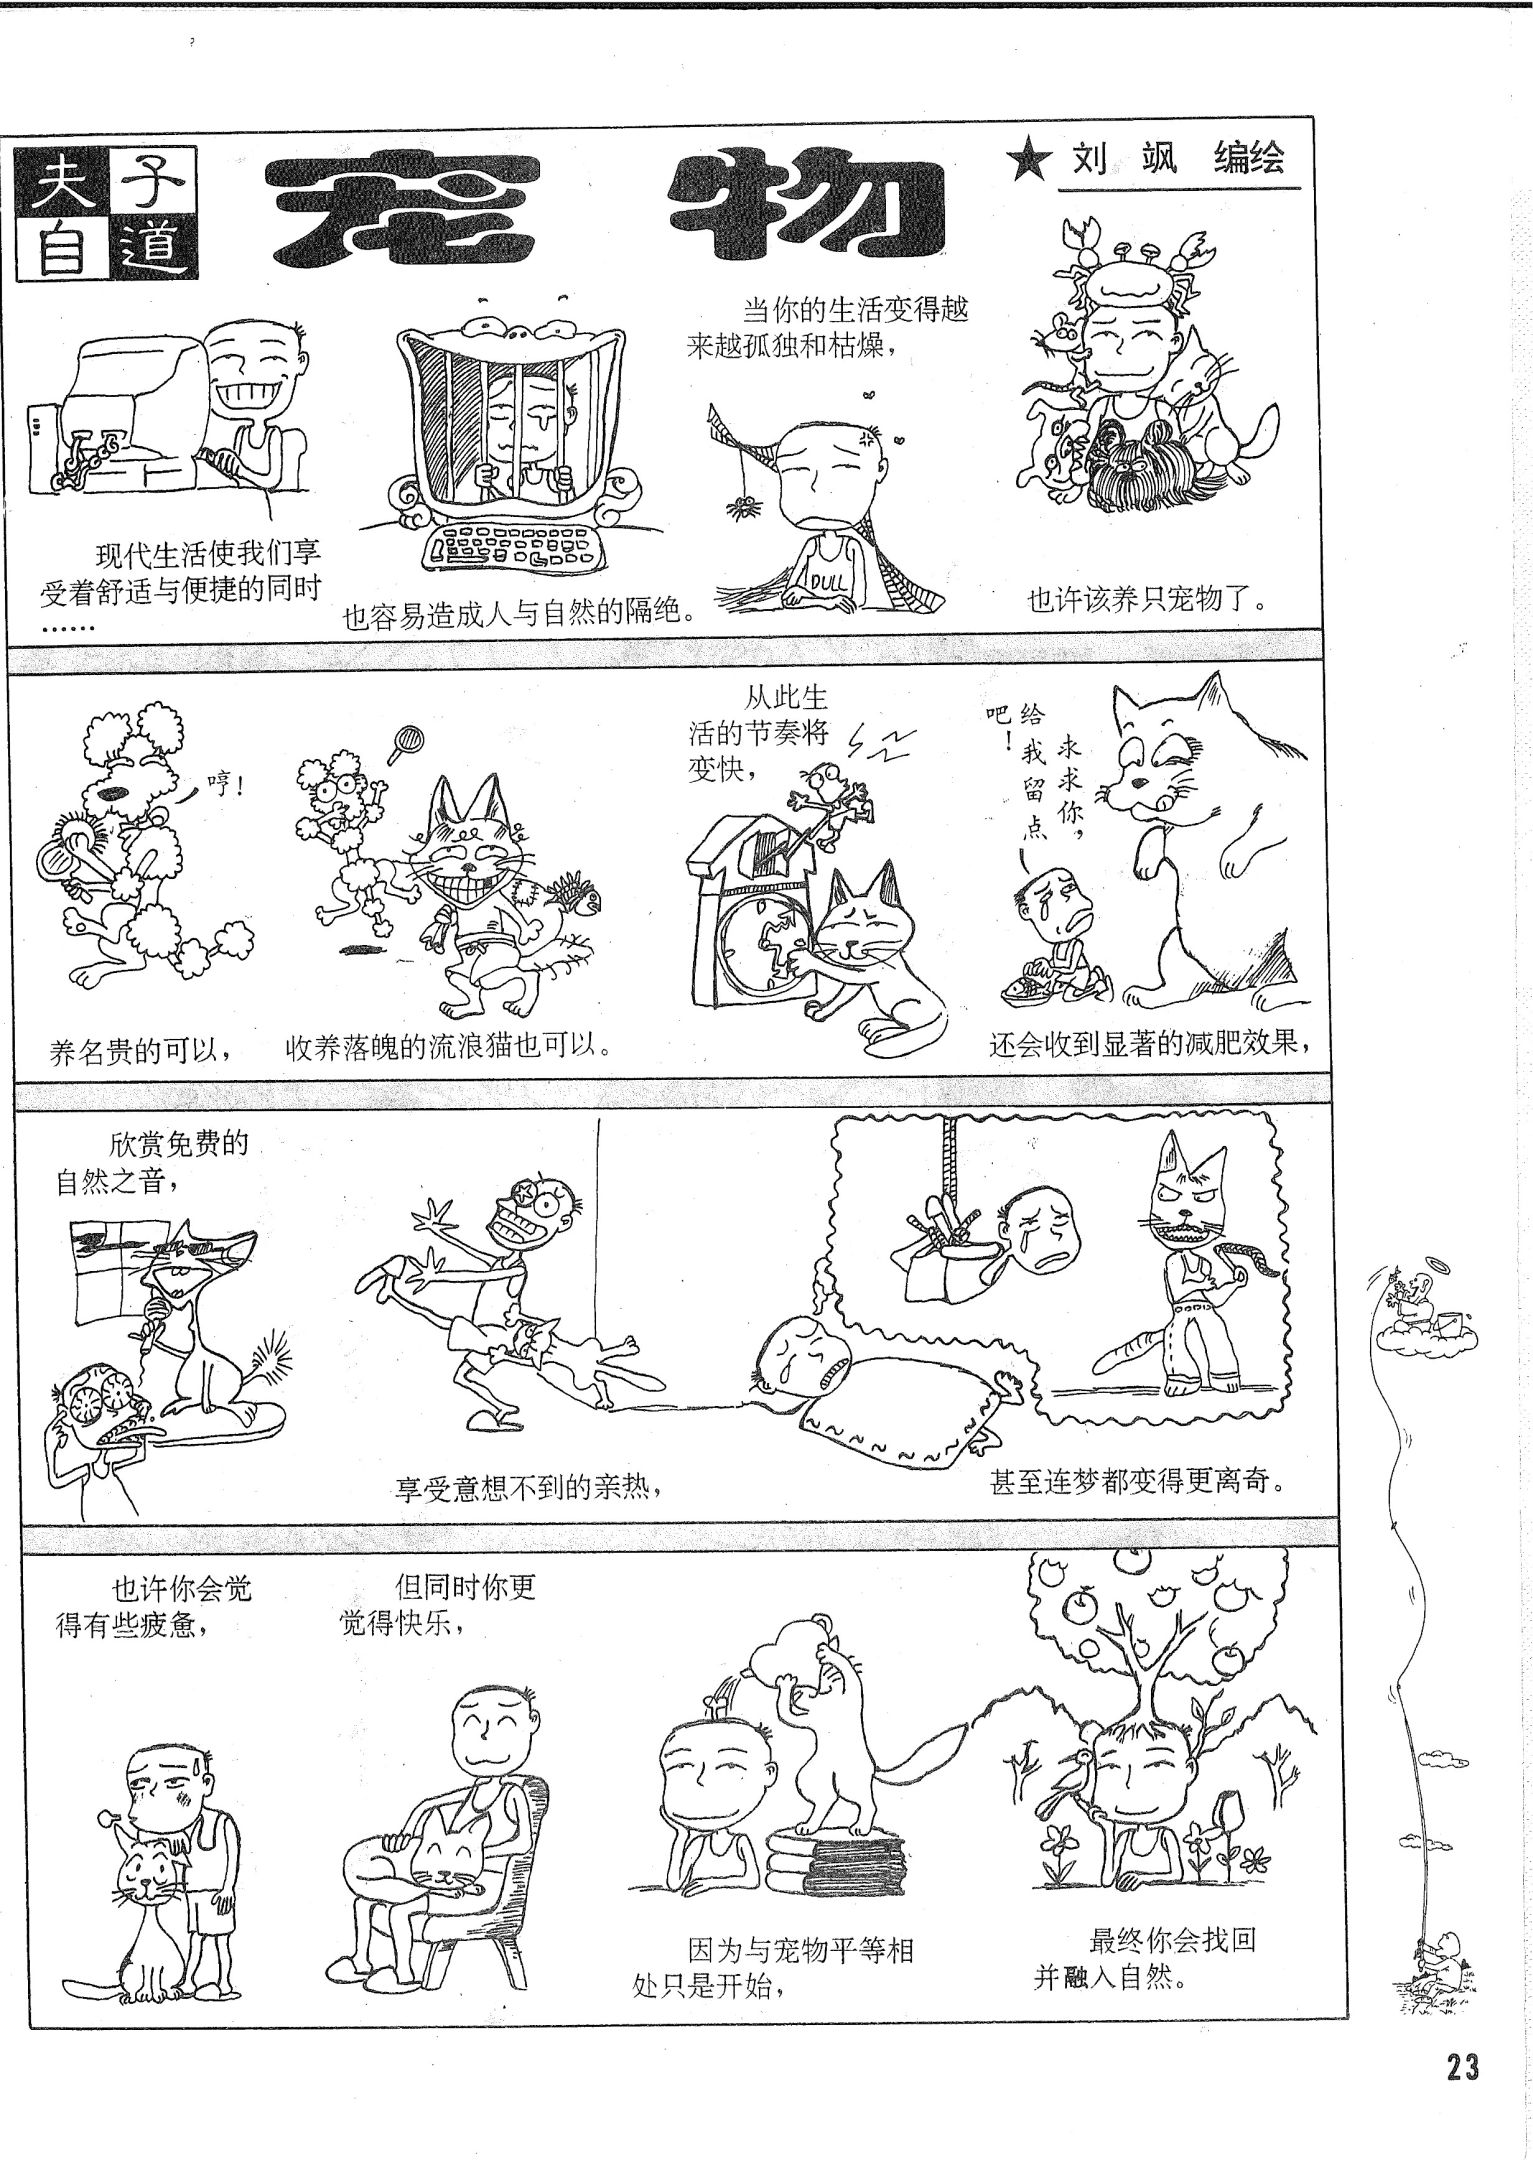 夫子
自道
宠物
★刘飒 编绘
现代生活使我们享
受着舒适与便捷的同时
……
也容易造成人与自然的隔绝。
当你的生活变得越
来越孤独和枯燥，
DULL
也许该养只宠物了。
哼！
养名贵的可以，
收养落魄的流浪猫也可以。
从此生
活的节奏将
变快，
求求你，
给我留点
吧！
还会收到显著的减肥效果，
欣赏免费的
自然之音，
享受意想不到的亲热，
甚至连梦都变得更离奇。
也许你会觉
得有些疲惫，
但同时你更
觉得快乐，
因为与宠物平等相
处只是开始，
最终你会找回
并融入自然。
23